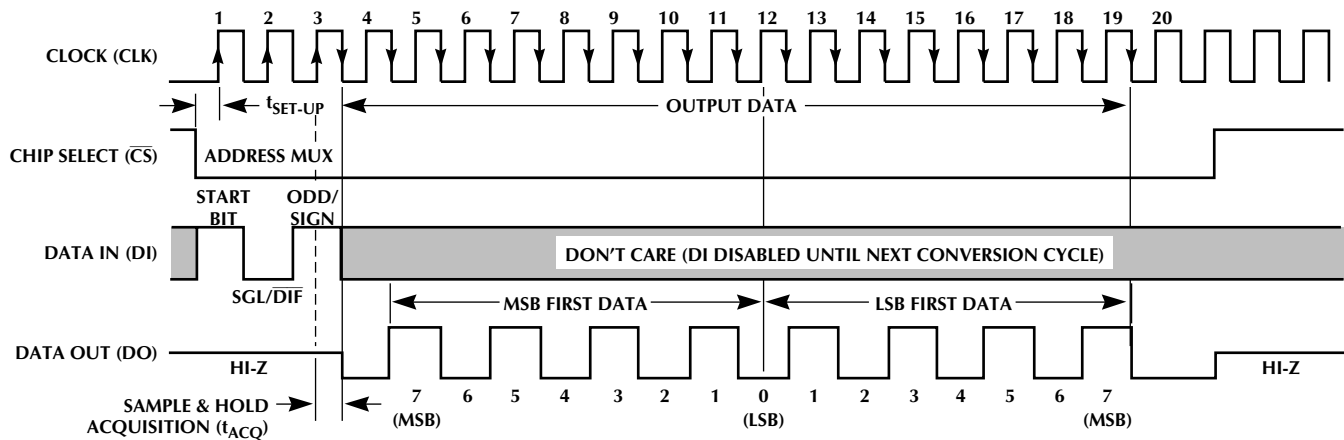 1 2 3 4 5 6 7 8 9 10 11 12 13 14 15 16 17 18 19 20
CLOCK (CLK)
tSET-UP
OUTPUT DATA
CHIP SELECT (C̅S̅)
ADDRESS MUX
START BIT
ODD/SIGN
DATA IN (DI)
DON'T CARE (DI DISABLED UNTIL NEXT CONVERSION CYCLE)
SGL/D̅I̅F̅
MSB FIRST DATA
LSB FIRST DATA
DATA OUT (DO)
HI-Z
HI-Z
7 6 5 4 3 2 1 0 1 2 3 4 5 6 7
(MSB) (LSB) (MSB)
SAMPLE & HOLD
ACQUISITION (tACQ)